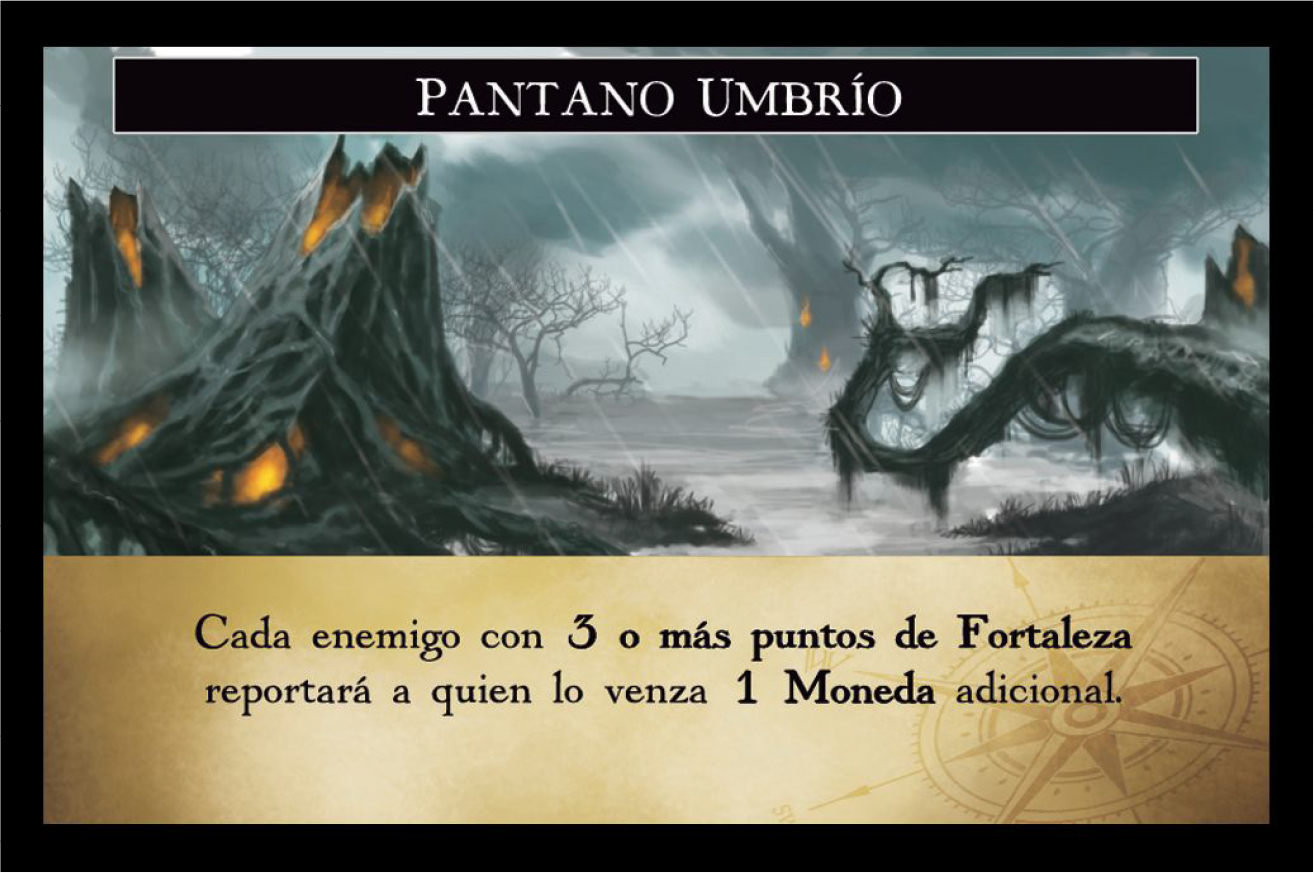 Pantano Umbrío
Cada enemigo con 3 o más puntos de Fortaleza
reportará a quien lo venza 1 Moneda adicional.